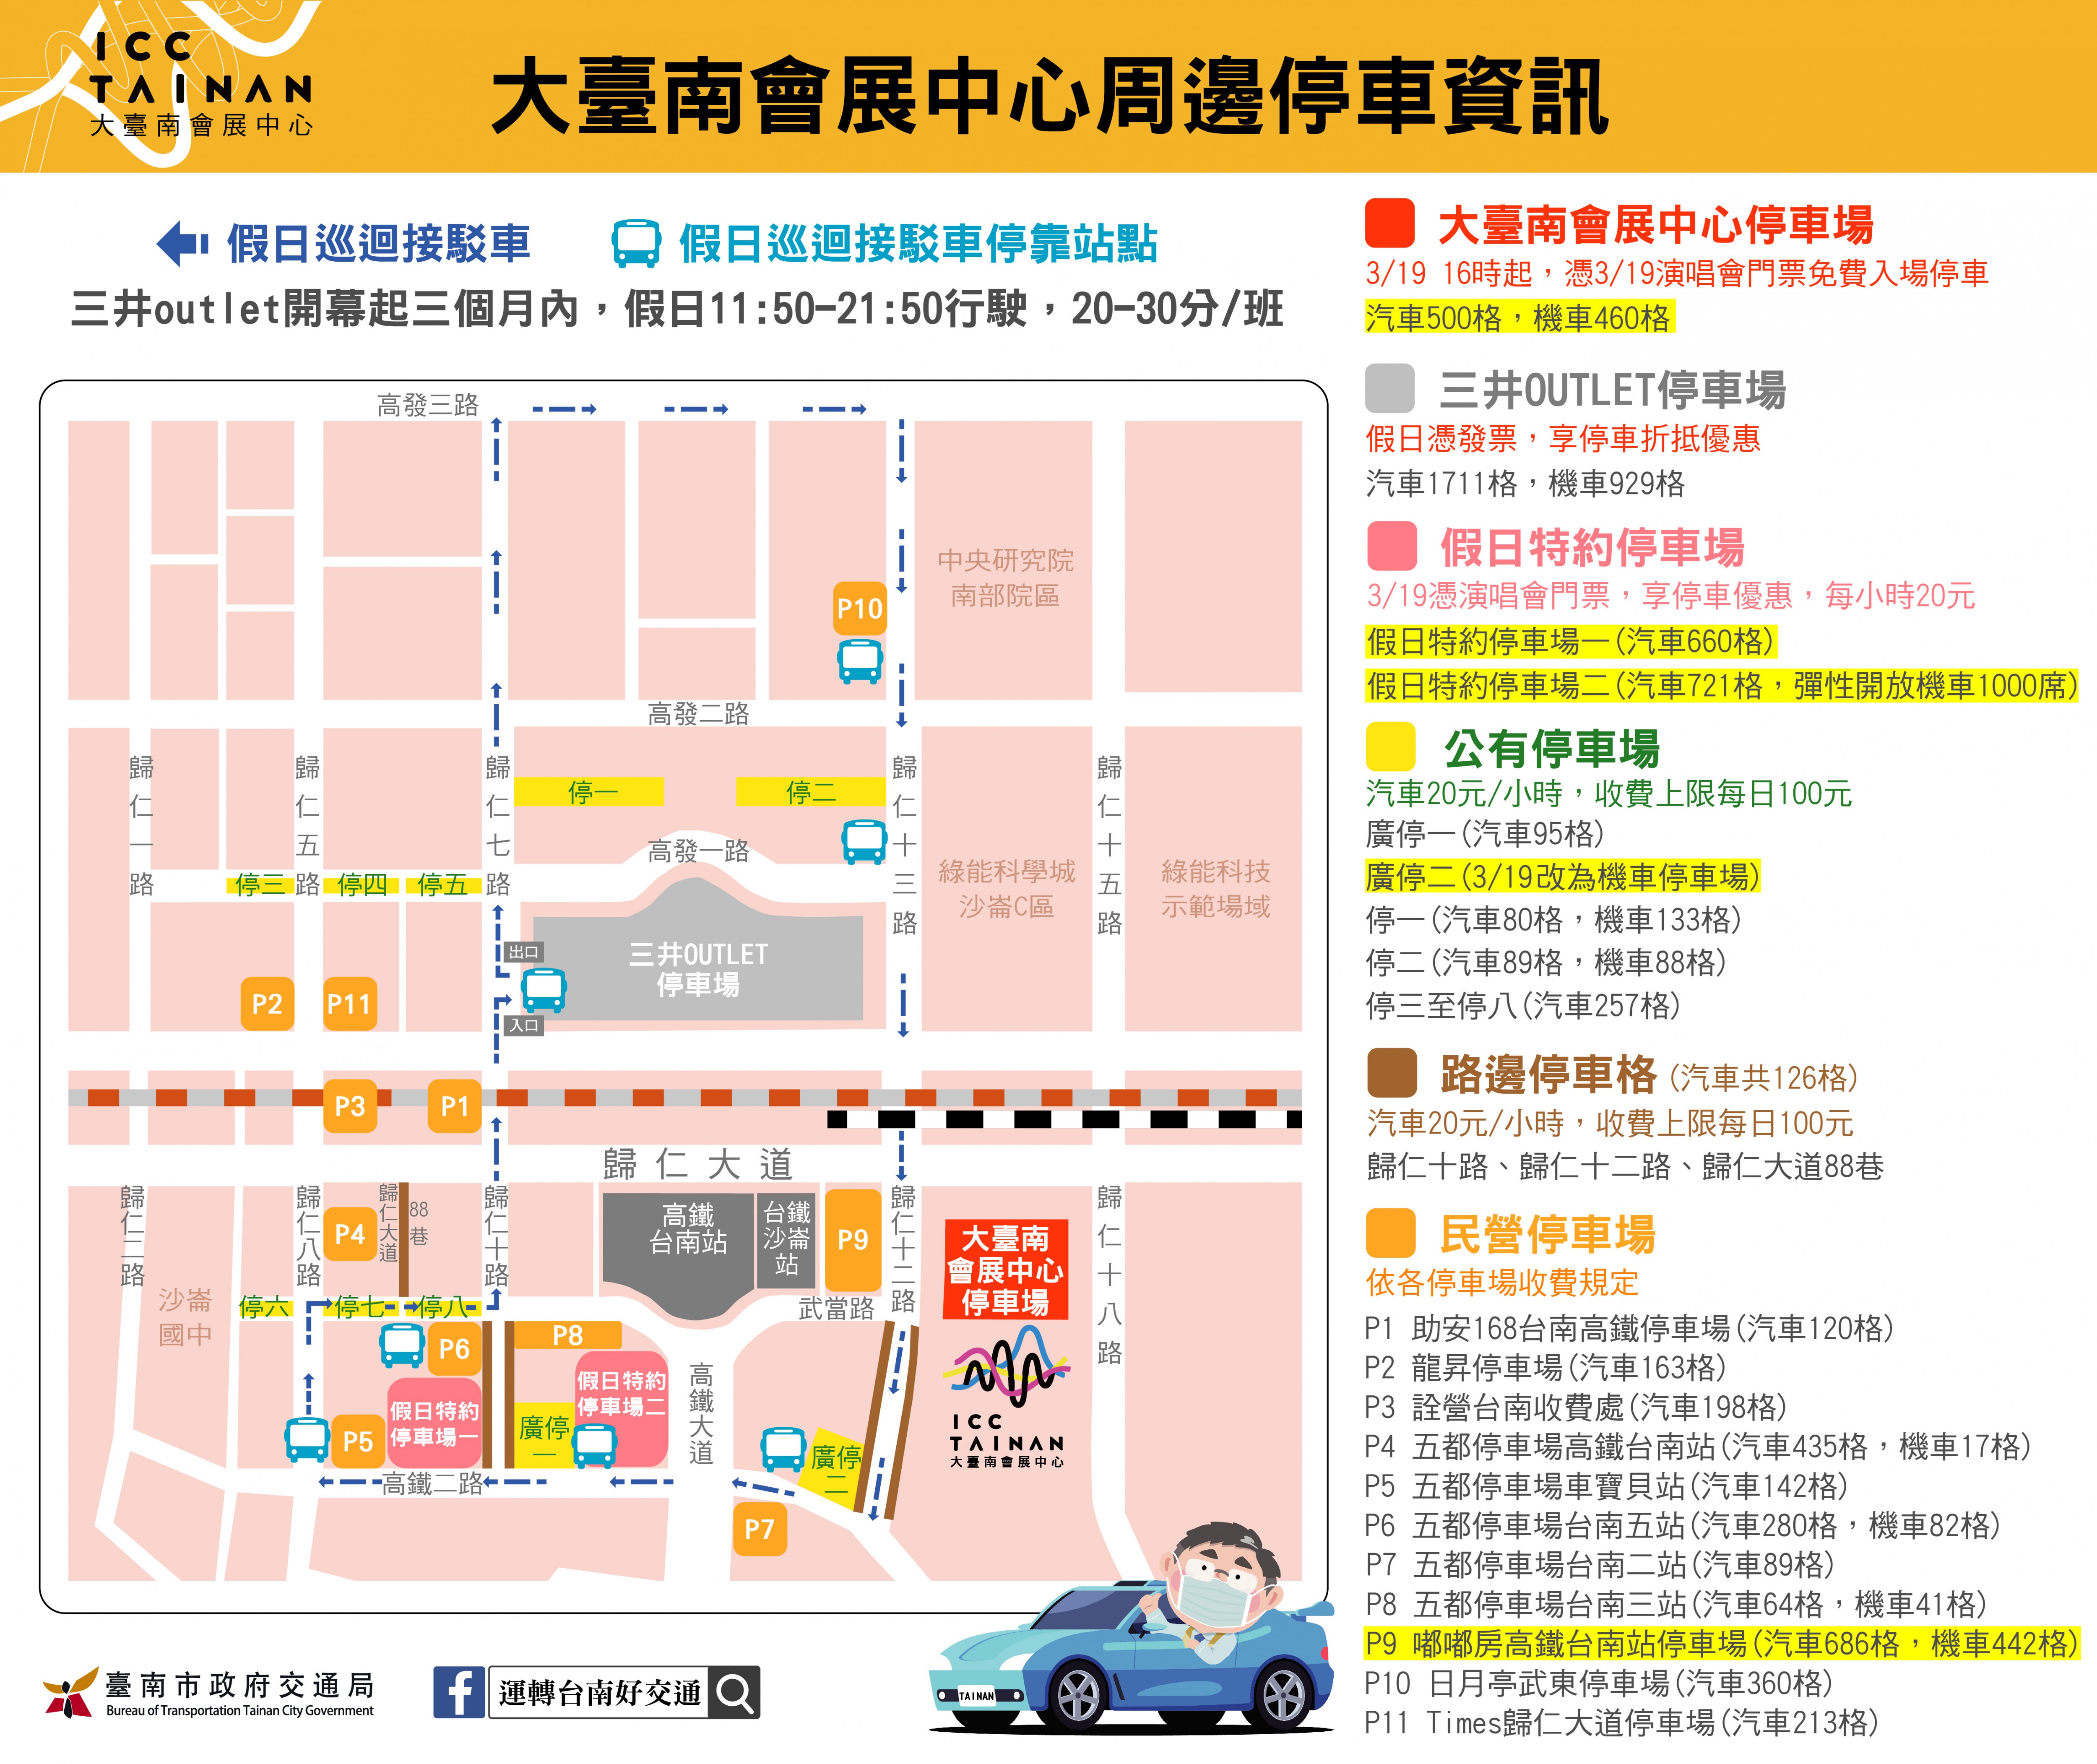 ICC
TAINAN
大臺南會展中心
大臺南會展中心周邊停車資訊
假日巡迴接駁車
假日巡迴接駁車停靠站點
三井outlet開幕起三個月內，假日11:50-21:50行駛，20-30分/班
高發三路
中央研究院
南部院區
P10
高發二路
歸仁一路
歸仁五路
歸仁七路
停一
停二
歸仁十三路
歸仁十五路
高發一路
停三
停四
停五
綠能科學城
沙崙C區
綠能科技
示範場域
出口
三井OUTLET
停車場
入口
P2
P11
P3
P1
歸仁大道
歸仁二路
歸仁八路
P4
歸仁大道
88巷
歸仁十路
高鐵
台南站
台鐵
沙崙
站
P9
歸仁十二路
大臺南
會展中心
停車場
歸仁十八路
沙崙
國中
停六
停七
停八
武當路
P6
P8
高鐵大道
假日特約
停車場一
假日特約
停車場二
P5
廣停
一
廣停
二
高鐵二路
P7
ICC
TAINAN
大臺南會展中心
TAINAN
臺南市政府交通局
Bureau of Transportation Tainan City Government
運轉台南好交通
大臺南會展中心停車場
3/19 16時起，憑3/19演唱會門票免費入場停車
汽車500格，機車460格
三井OUTLET停車場
假日憑發票，享停車折抵優惠
汽車1711格，機車929格
假日特約停車場
3/19憑演唱會門票，享停車優惠，每小時20元
假日特約停車場一(汽車660格)
假日特約停車場二(汽車721格，彈性開放機車1000席)
公有停車場
汽車20元/小時，收費上限每日100元
廣停一(汽車95格)
廣停二(3/19改為機車停車場)
停一(汽車80格，機車133格)
停二(汽車89格，機車88格)
停三至停八(汽車257格)
路邊停車格(汽車共126格)
汽車20元/小時，收費上限每日100元
歸仁十路、歸仁十二路、歸仁大道88巷
民營停車場
依各停車場收費規定
P1 助安168台南高鐵停車場(汽車120格)
P2 龍昇停車場(汽車163格)
P3 詮營台南收費處(汽車198格)
P4 五都停車場高鐵台南站(汽車435格，機車17格)
P5 五都停車場車寶貝站(汽車142格)
P6 五都停車場台南五站(汽車280格，機車82格)
P7 五都停車場台南二站(汽車89格)
P8 五都停車場台南三站(汽車64格，機車41格)
P9 嘟嘟房高鐵台南站停車場(汽車686格，機車442格)
P10 日月亭武東停車場(汽車360格)
P11 Times歸仁大道停車場(汽車213格)